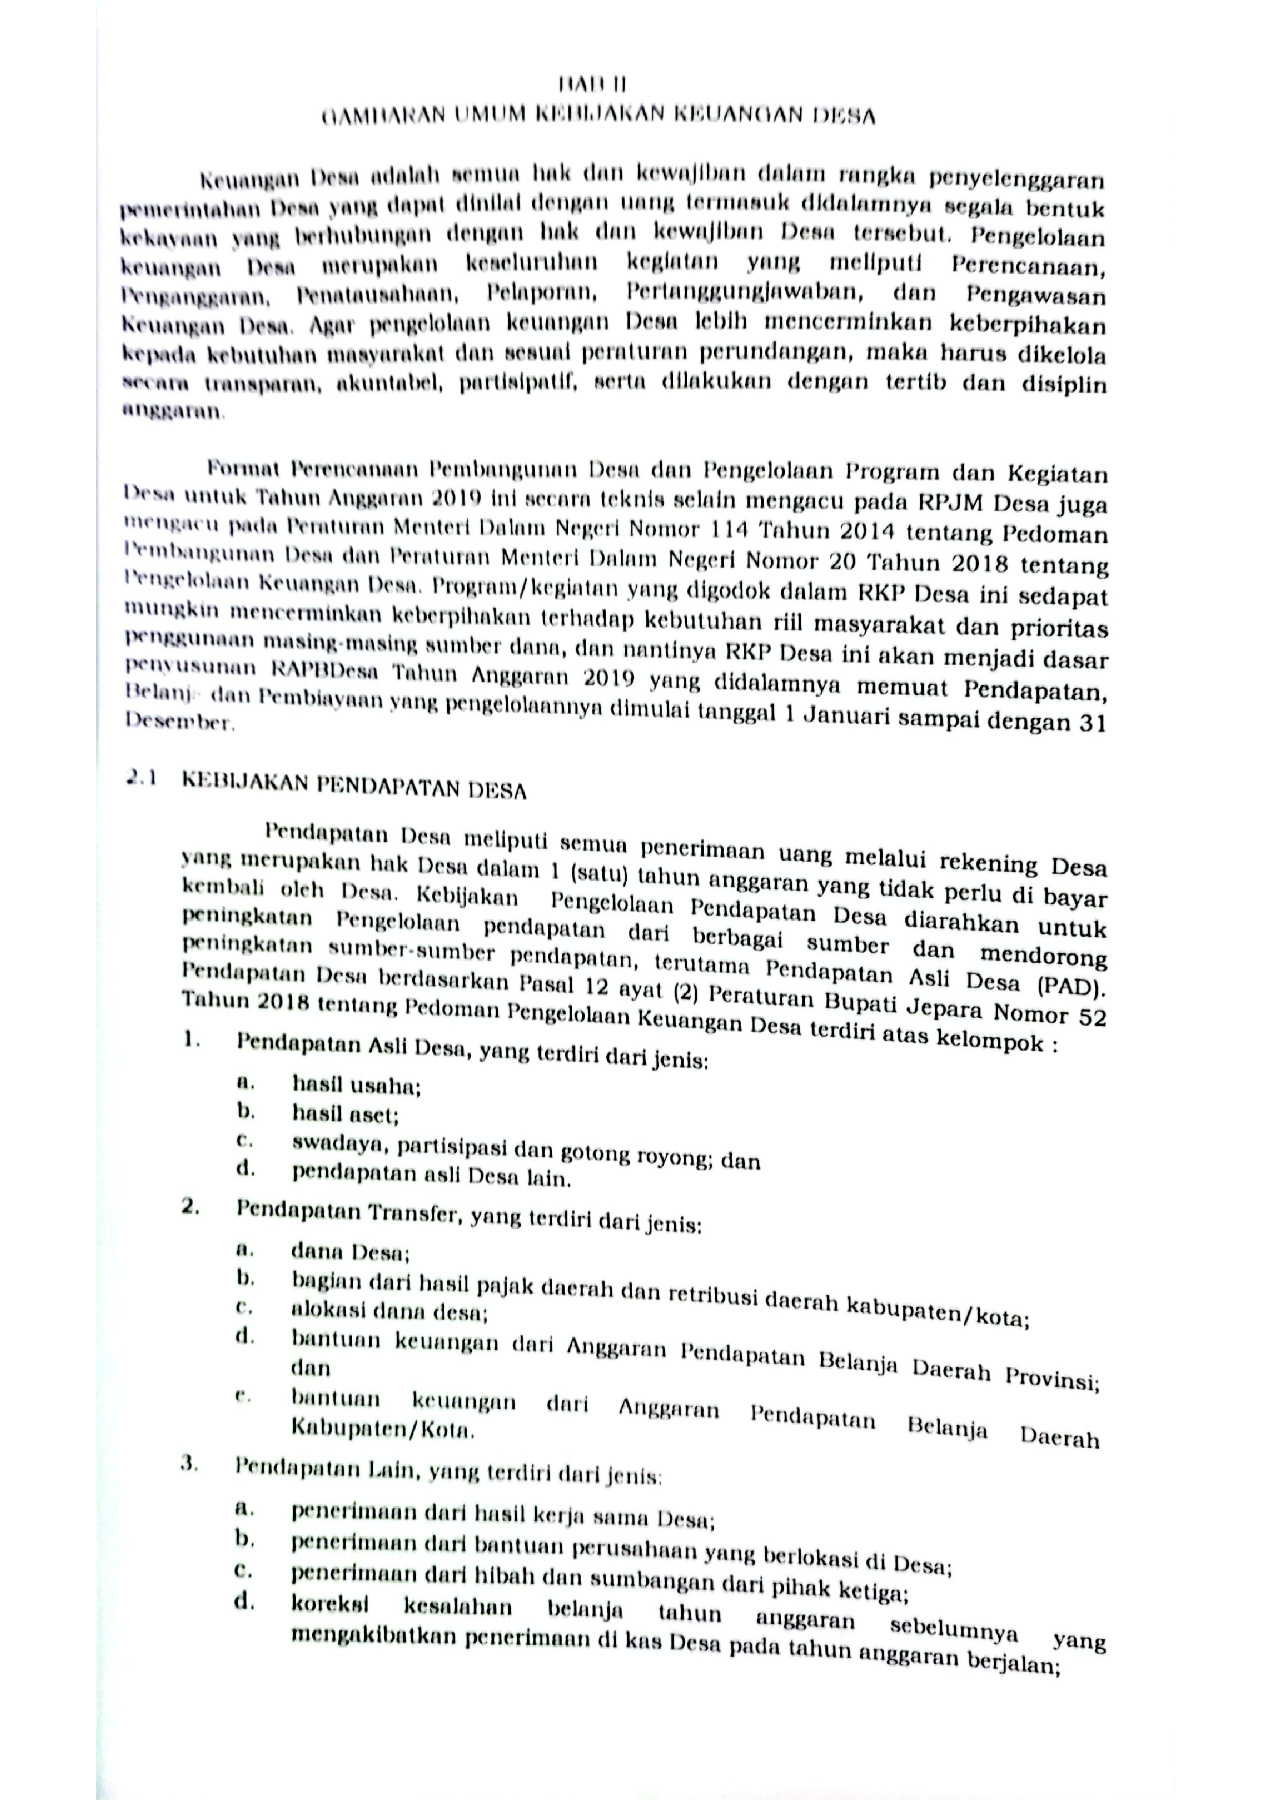 BAB II
GAMBARAN UMUM KEBIJAKAN KEUANGAN DESA
Keuangan Desa adalah semua hak dan kewajiban dalam rangka penyelenggaran
pemerintahan Desa yang dapat dinilai dengan uang termasuk didalamnya segala bentuk
kekayaan yang berhubungan dengan hak dan kewajiban Desa tersebut. Pengelolaan
keuangan Desa merupakan keseluruhan kegiatan yang meliputi Perencanaan,
Penganggaran, Penatausahaan, Pelaporan, Pertanggungjawaban, dan Pengawasan
Keuangan Desa. Agar pengelolaan keuangan Desa lebih mencerminkan keberpihakan
kepada kebutuhan masyarakat dan sesuai peraturan perundangan, maka harus dikelola
secara transparan, akuntabel, partisipatif, serta dilakukan dengan tertib dan disiplin
anggaran.
Format Perencanaan Pembangunan Desa dan Pengelolaan Program dan Kegiatan
Desa untuk Tahun Anggaran 2019 ini secara teknis selain mengacu pada RPJM Desa juga
mengacu pada Peraturan Menteri Dalam Negeri Nomor 114 Tahun 2014 tentang Pedoman
Pembangunan Desa dan Peraturan Menteri Dalam Negeri Nomor 20 Tahun 2018 tentang
Pengelolaan Keuangan Desa. Program/kegiatan yang digodok dalam RKP Desa ini sedapat
mungkin mencerminkan keberpihakan terhadap kebutuhan riil masyarakat dan prioritas
penggunaan masing-masing sumber dana, dan nantinya RKP Desa ini akan menjadi dasar
penyusunan RAPBDesa Tahun Anggaran 2019 yang didalamnya memuat Pendapatan,
Belanja dan Pembiayaan yang pengelolaannya dimulai tanggal 1 Januari sampai dengan 31
Desember.
2.1 KEBIJAKAN PENDAPATAN DESA
Pendapatan Desa meliputi semua penerimaan uang melalui rekening Desa
yang merupakan hak Desa dalam 1 (satu) tahun anggaran yang tidak perlu di bayar
kembali oleh Desa. Kebijakan Pengelolaan Pendapatan Desa diarahkan untuk
peningkatan Pengelolaan pendapatan dari berbagai sumber dan mendorong
peningkatan sumber-sumber pendapatan, terutama Pendapatan Asli Desa (PAD).
Pendapatan Desa berdasarkan Pasal 12 ayat (2) Peraturan Bupati Jepara Nomor 52
Tahun 2018 tentang Pedoman Pengelolaan Keuangan Desa terdiri atas kelompok :
1. Pendapatan Asli Desa, yang terdiri dari jenis:
a. hasil usaha;
b. hasil aset;
c. swadaya, partisipasi dan gotong royong; dan
d. pendapatan asli Desa lain.
2. Pendapatan Transfer, yang terdiri dari jenis:
a. dana Desa;
b. bagian dari hasil pajak daerah dan retribusi daerah kabupaten/kota;
c. alokasi dana desa;
d. bantuan keuangan dari Anggaran Pendapatan Belanja Daerah Provinsi;
dan
e. bantuan keuangan dari Anggaran Pendapatan Belanja Daerah
Kabupaten/Kota.
3. Pendapatan Lain, yang terdiri dari jenis:
a. penerimaan dari hasil kerja sama Desa;
b. penerimaan dari bantuan perusahaan yang berlokasi di Desa;
c. penerimaan dari hibah dan sumbangan dari pihak ketiga;
d. koreksi kesalahan belanja tahun anggaran sebelumnya yang
mengakibatkan penerimaan di kas Desa pada tahun anggaran berjalan;